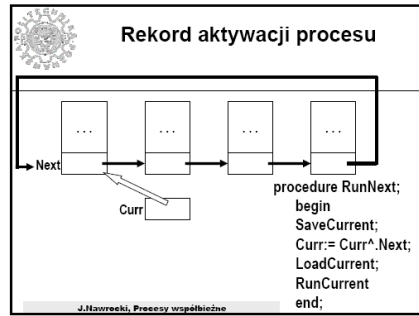 Rekord aktywacji procesu
... ... ... ...
Next
Curr
procedure RunNext;
begin
SaveCurrent;
Curr:= Curr^.Next;
LoadCurrent;
RunCurrent
end;
J.Nawrocki, Procesy współbieżne